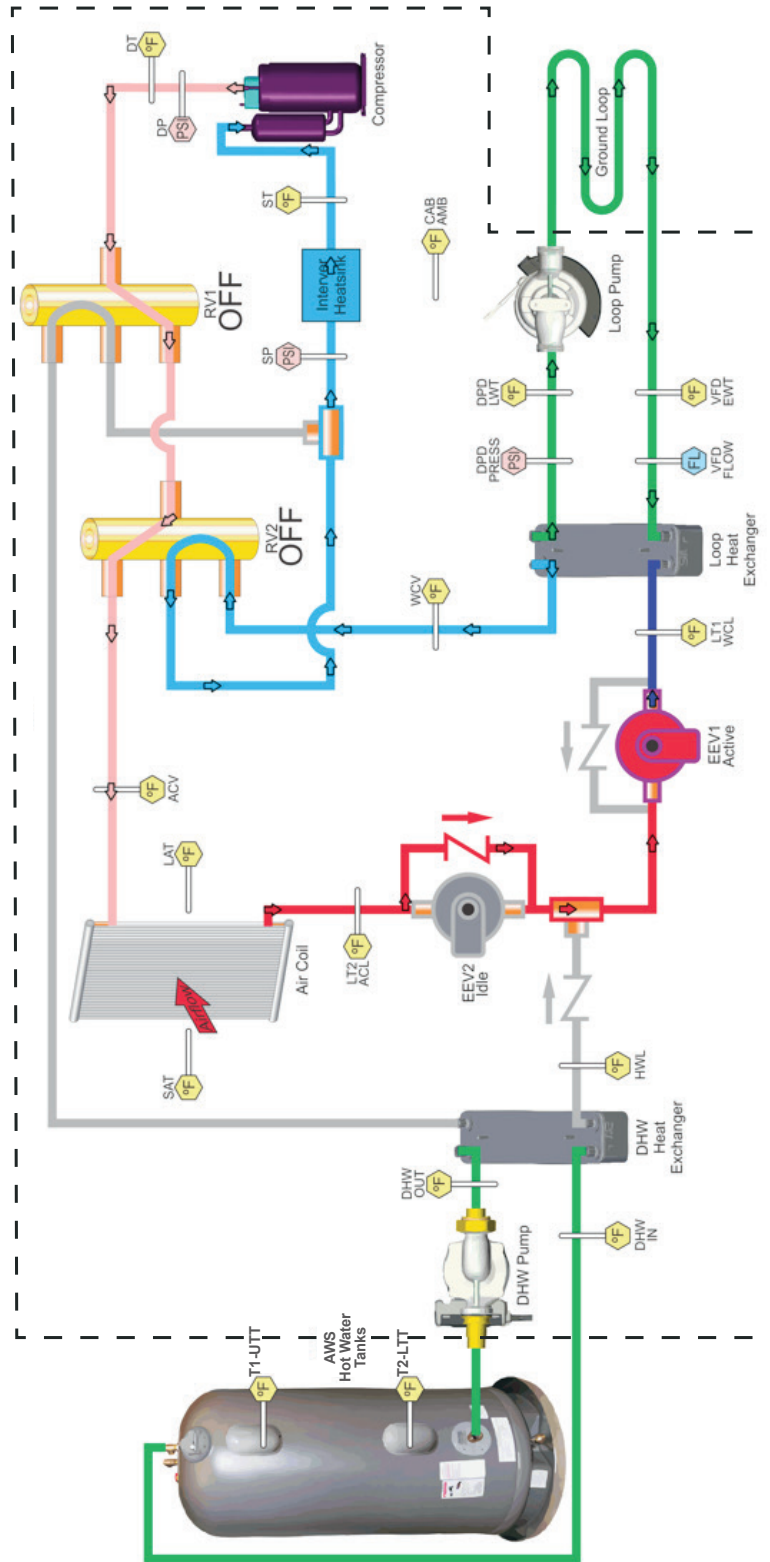 DT
°F
DP
PSI
Compressor
ST
°F
CAB
AMB
°F
Ground Loop
RV1
OFF
Interver
Heatsink
SP
PSI
Loop Pump
DPD
LWT
°F
VFD
EWT
°F
DPD
PRESS
PSI
VFD
FLOW
FL
RV2
OFF
Loop
Heat
Exchanger
WCV
°F
LT1
WCL
°F
EEV1
Active
ACV
°F
LAT
°F
Air Coil
Airflow
SAT
°F
LT2
ACL
°F
EEV2
Idle
HWL
°F
DHW
Heat
Exchanger
DHW
OUT
°F
DHW Pump
DHW
IN
°F
T1-UTT
°F
AWS
Hot Water
Tanks
T2-LTT
°F